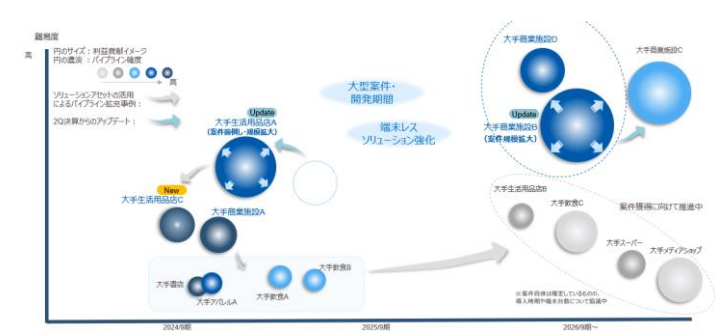 難易度
高
円のサイズ：利益貢献イメージ
円の濃淡：パイプライン確度
高
ソリューションアセットの活用
によるパイプライン拡充事例：
2Q決算からのアップデート：
大型案件・
開発期間
端末レス
ソリューション強化
Update
大手生活用品店A
（案件前倒し・規模拡大）
New
大手生活用品店C
大手商業施設A
大手書店
大手アパレルA
大手飲食A
大手飲食B
大手商業施設D
大手商業施設C
Update
大手商業施設B
（案件規模拡大）
大手生活用品店B
大手飲食C
案件獲得に向けて推進中
大手スーパー
大手メディアショップ
※案件自体は確定しているものの、
導入時期や端末台数について協議中
2024/9期
2025/9期
2026/9期～